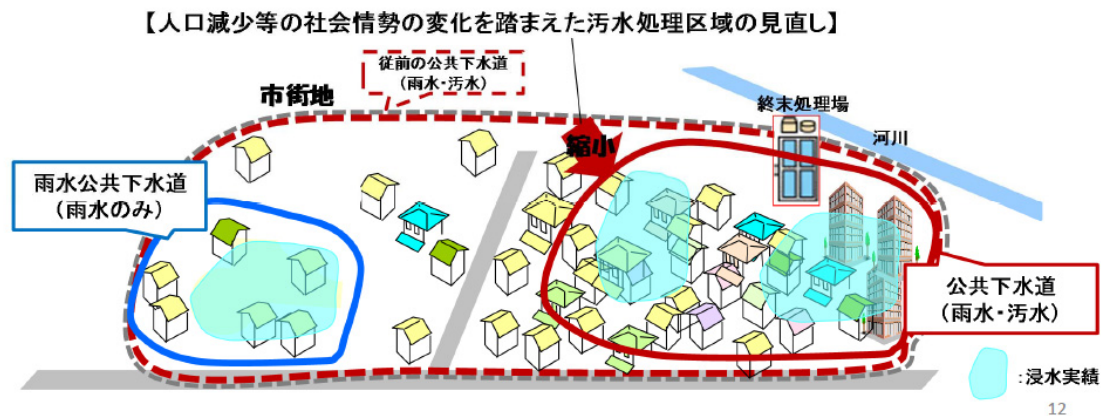 【人口減少等の社会情勢の変化を踏まえた汚水処理区域の見直し】
従前の公共下水道
（雨水・汚水）
市街地
終末処理場
河川
縮小
雨水公共下水道
（雨水のみ）
公共下水道
（雨水・汚水）
：浸水実績
12